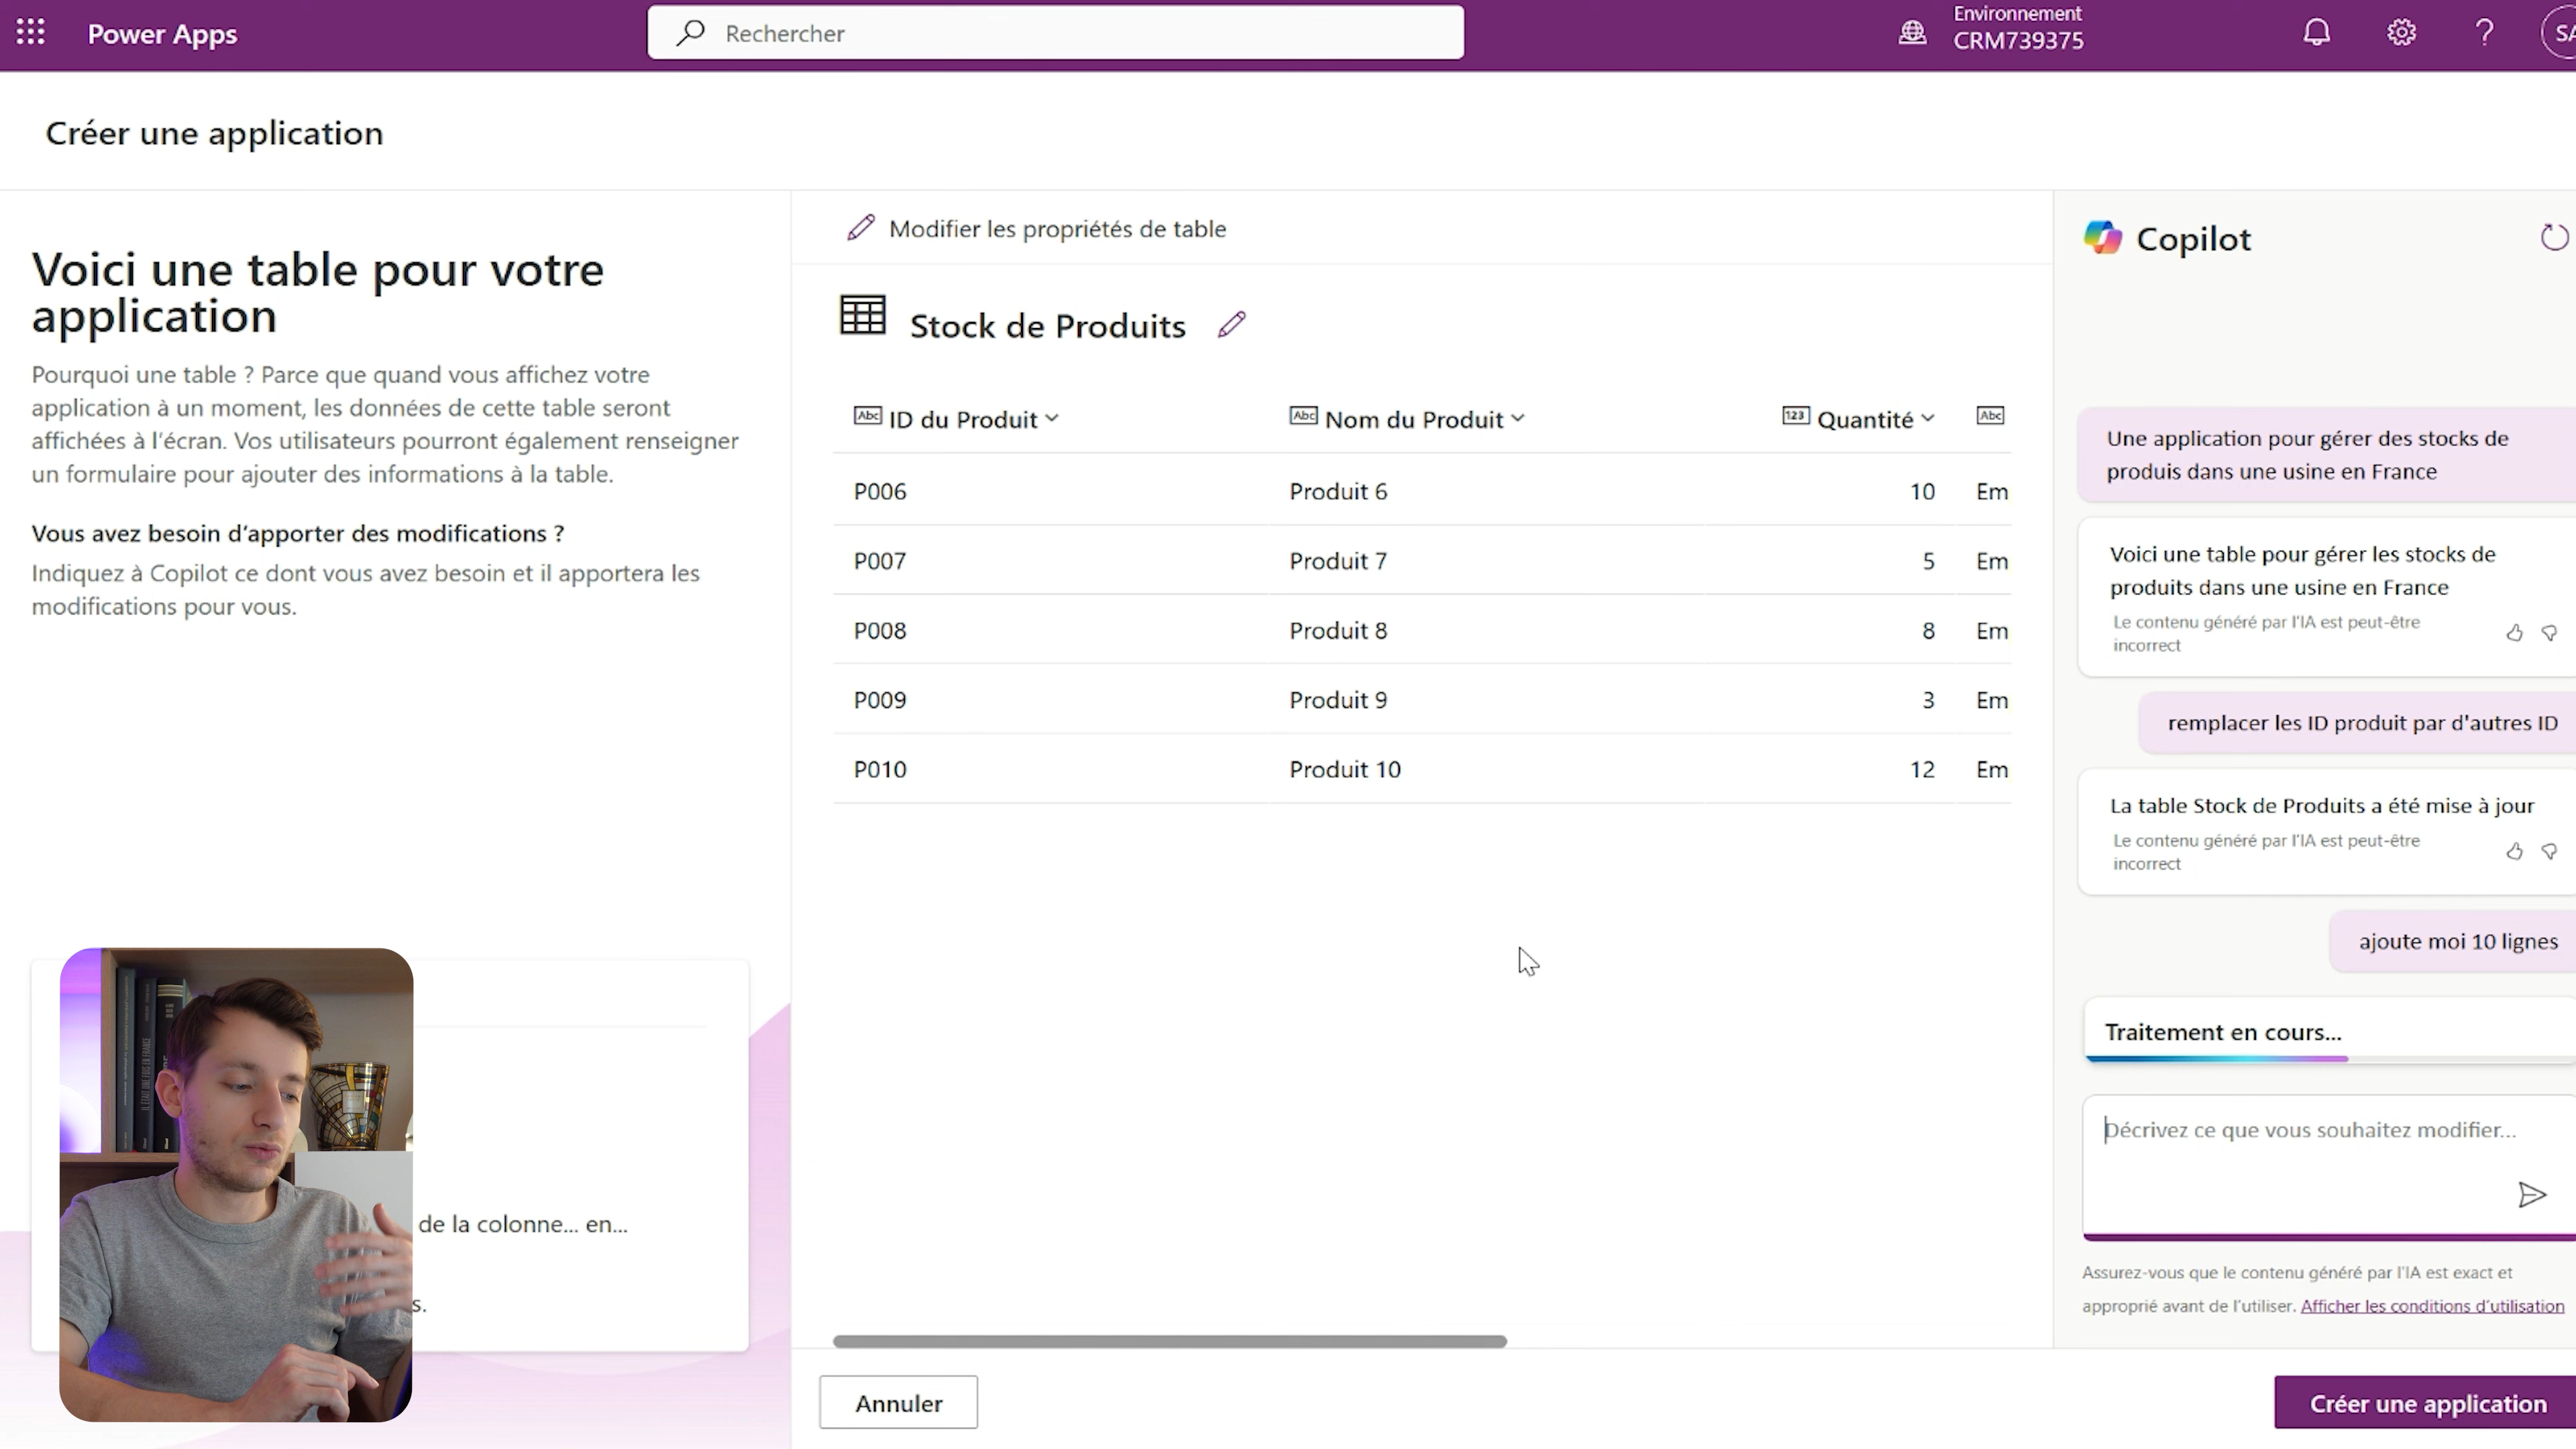 Power Apps
Rechercher
Environnement
CRM739375
SA
Créer une application
Voici une table pour votre
application
Pourquoi une table ? Parce que quand vous affichez votre
application à un moment, les données de cette table seront
affichées à l'écran. Vos utilisateurs pourront également renseigner
un formulaire pour ajouter des informations à la table.
Vous avez besoin d'apporter des modifications ?
Indiquez à Copilot ce dont vous avez besoin et il apportera les
modifications pour vous.
de la colonne... en...
s.
Modifier les propriétés de table
Stock de Produits
Abc ID du Produit Abc Nom du Produit 123 Quantité Abc
P006 Produit 6 10 Em
P007 Produit 7 5 Em
P008 Produit 8 8 Em
P009 Produit 9 3 Em
P010 Produit 10 12 Em
Annuler
Copilot
Une application pour gérer des stocks de
produis dans une usine en France
Voici une table pour gérer les stocks de
produits dans une usine en France
Le contenu généré par l'IA est peut-être
incorrect
remplacer les ID produit par d'autres ID
La table Stock de Produits a été mise à jour
Le contenu généré par l'IA est peut-être
incorrect
ajoute moi 10 lignes
Traitement en cours...
Décrivez ce que vous souhaitez modifier...
Assurez-vous que le contenu généré par l'IA est exact et
approprié avant de l'utiliser. Afficher les conditions d'utilisation
Créer une application